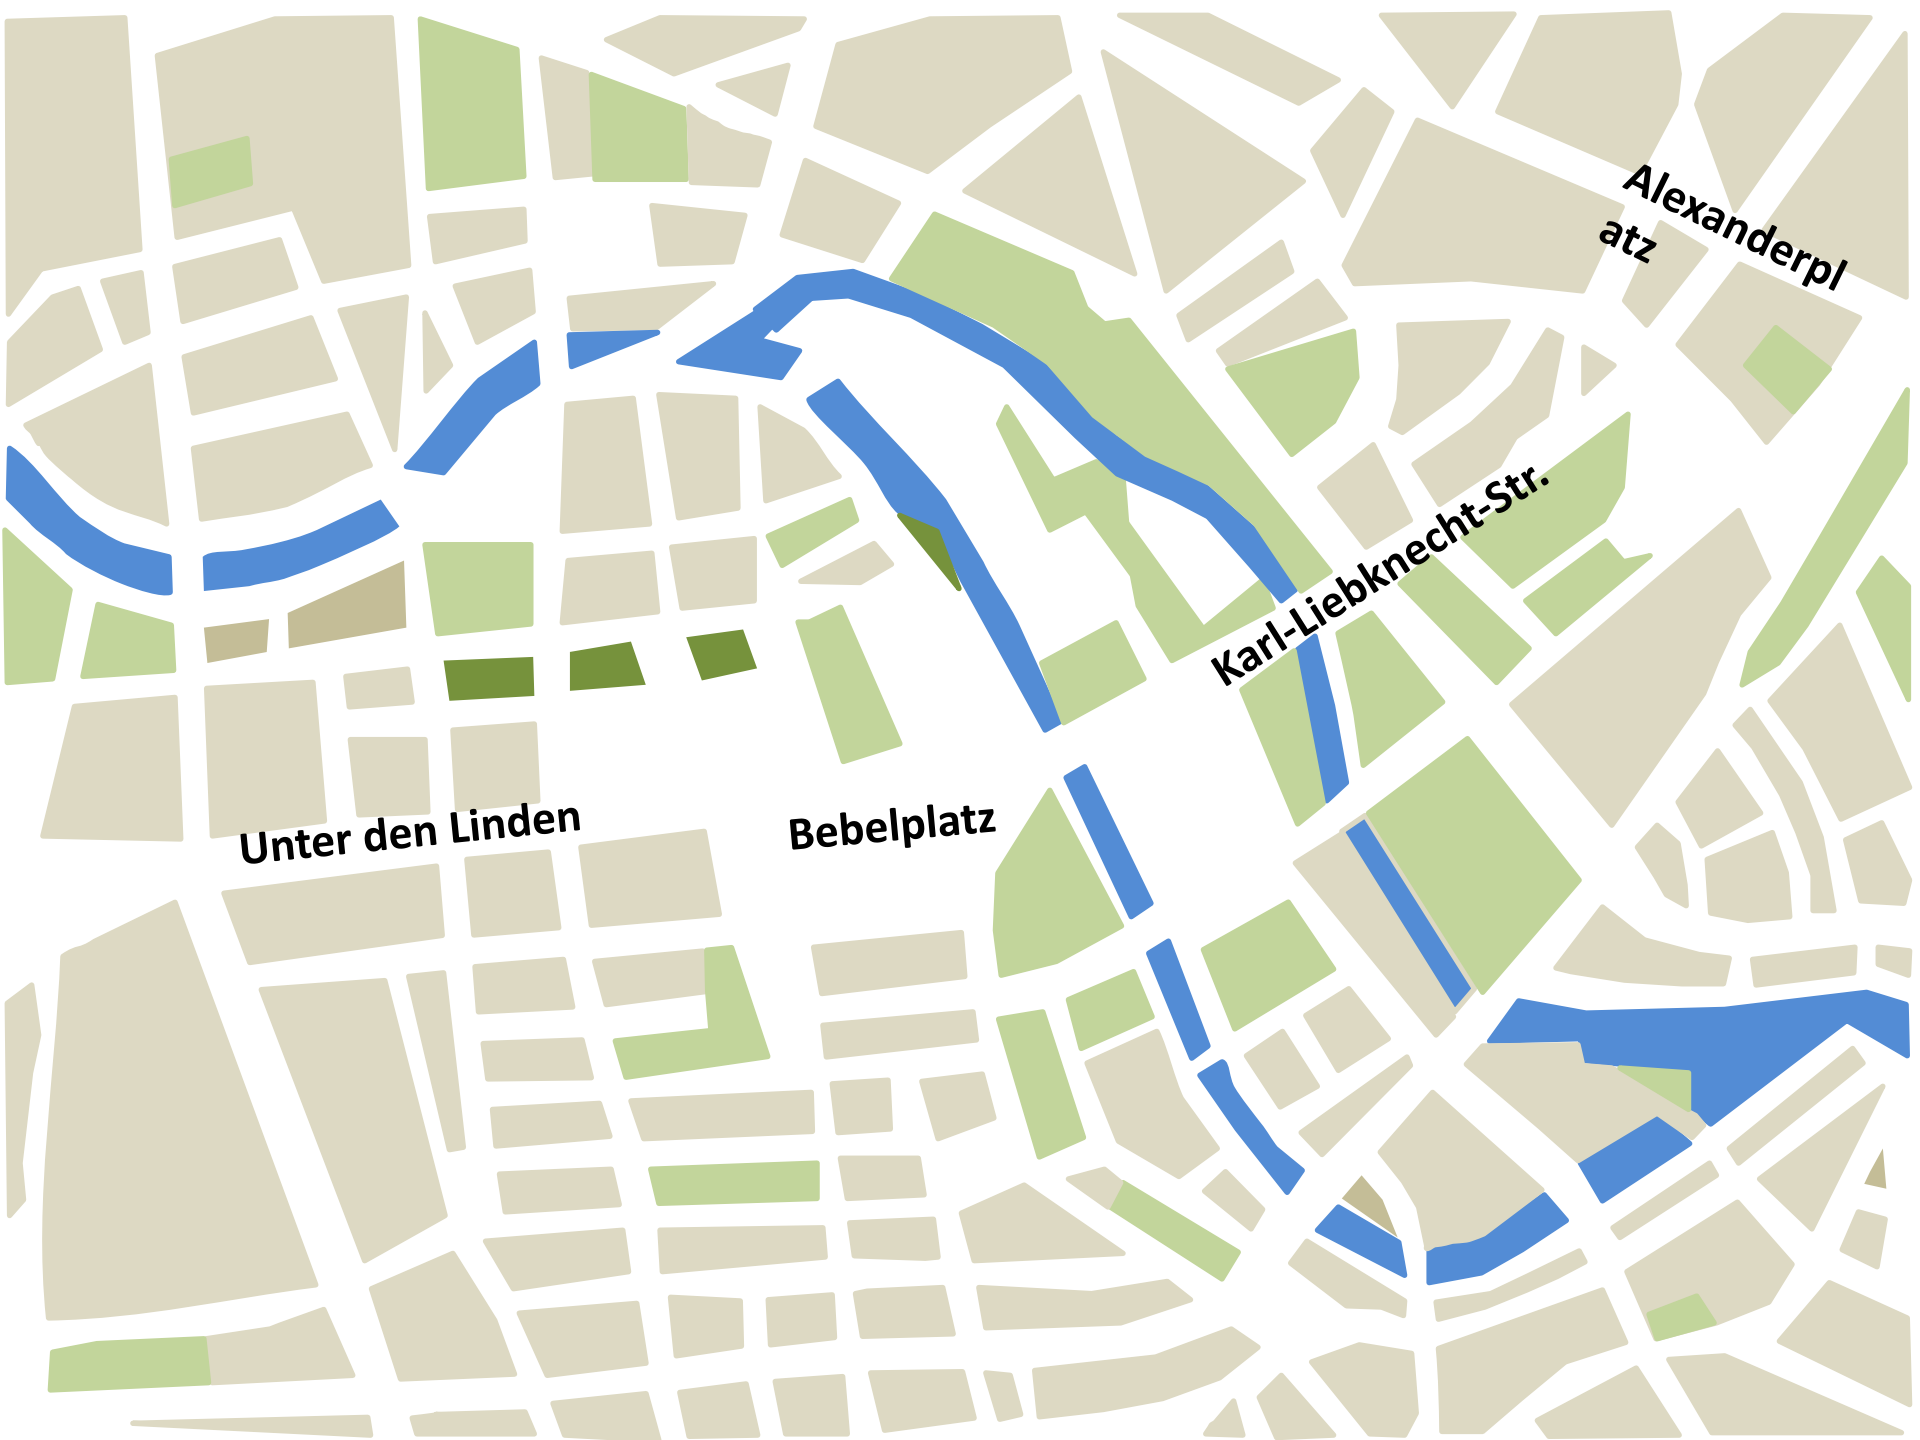 Alexanderpl
atz
Karl-Liebknecht-Str.
Unter den Linden
Bebelplatz